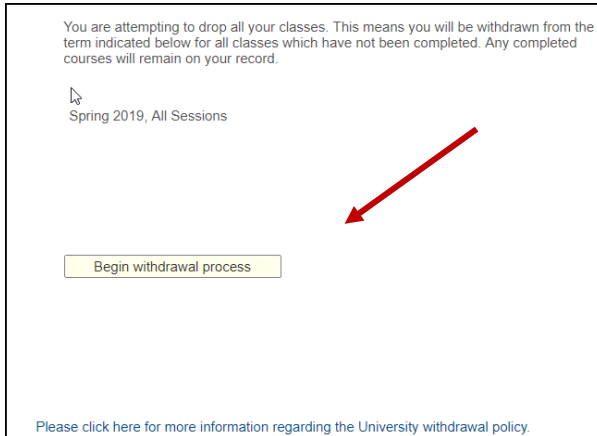 You are attempting to drop all your classes. This means you will be withdrawn from the
term indicated below for all classes which have not been completed. Any completed
courses will remain on your record.
Spring 2019, All Sessions
Begin withdrawal process
Please click here for more information regarding the University withdrawal policy.